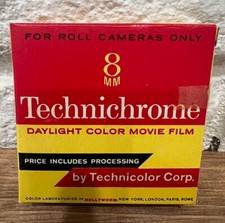 FOR ROLL CAMERAS ONLY
8
MM
Technichrome
DAYLIGHT COLOR MOVIE FILM
PRICE INCLUDES PROCESSING
by Technicolor Corp.
COLOR LABORATORIES IN HOLLYWOOD, NEW YORK, LONDON, PARIS, ROME